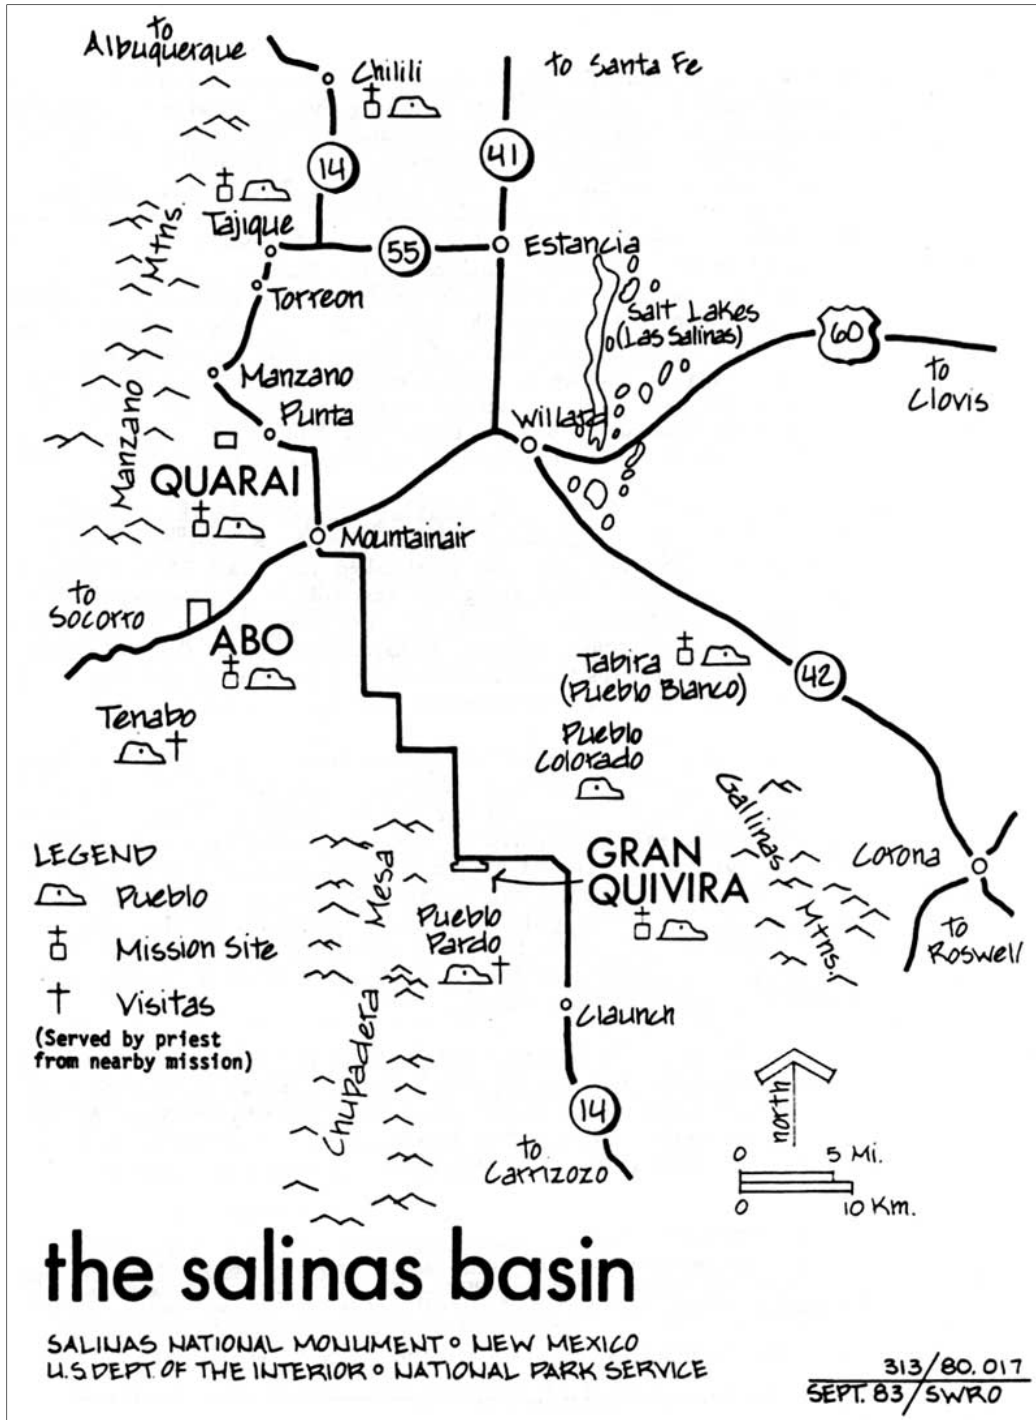 to
Albuquerque
Chilili
to Santa Fe
14
41
Tajique
55
Estancia
Mtns.
Torreon
Salt Lakes
(Las Salinas)
60
to
Clovis
Manzano
Punta
Willard
Manzano
QUARAI
Mountainair
to
Socorro
ABO
Tabira
(Pueblo Blanco)
42
Tenabo
Pueblo
Colorado
Gallinas
Mtns.
GRAN
QUIVIRA
Corona
to
Roswell
Mesa
Chupadera
Pueblo
Pardo
LEGEND
Pueblo
Mission Site
Visitas
(Served by priest
from nearby mission)
Claunch
14
to
Carrizozo
north
0 5 Mi.
0 10 Km.
the salinas basin
SALINAS NATIONAL MONUMENT o NEW MEXICO
U.S DEPT. OF THE INTERIOR o NATIONAL PARK SERVICE
313/80.017
SEPT. 83/SWRO